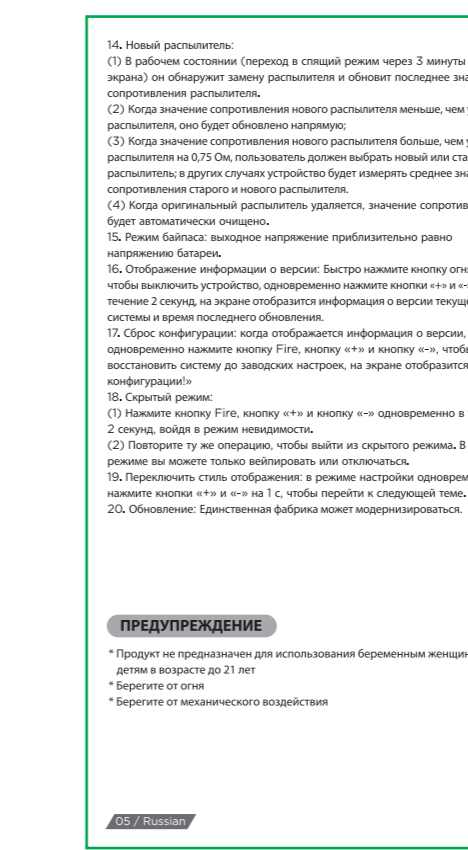 14. Новый распылитель:
(1) В рабочем состоянии (переход в спящий режим через 3 минуты
экрана) он обнаружит замену распылителя и обновит последнее
сопротивления распылителя.
(2) Когда значение сопротивления нового распылителя меньше, чем
распылителя, оно будет обновлено напрямую;
(3) Когда значение сопротивления нового распылителя больше, чем
распылителя на 0,75 Ом, пользователь должен выбрать новый или
распылитель; в других случаях устройство будет измерять среднее
сопротивления старого и нового распылителя.
(4) Когда оригинальный распылитель удаляется, значение
будет автоматически очищено.
15. Режим байпаса: выходное напряжение приблизительно равно
напряжению батареи.
16. Отображение информации о версии: Быстро нажмите кнопку
чтобы выключить устройство, одновременно нажмите кнопки «+» и «-»
течение 2 секунд, на экране отобразится информация о версии
системы и время последнего обновления.
17. Сброс конфигурации: когда отображается информация о версии,
одновременно нажмите кнопку Fire, кнопку «+» и кнопку «-», чтобы
восстановить систему до заводских настроек, на экране отобразится
конфигурации!»
18. Скрытый режим:
(1) Нажмите кнопку Fire, кнопку «+» и кнопку «-» одновременно в
2 секунд, войдя в режим невидимости.
(2) Повторите ту же операцию, чтобы выйти из скрытого режима. В
режиме вы можете только вейпировать или отключаться.
19. Переключить стиль отображения: в режиме настройки
нажмите кнопки «+» и «-» на 1 с, чтобы перейти к следующей теме.
20. Обновление: Единственная фабрика может модернизироваться.
ПРЕДУПРЕЖДЕНИЕ
* Продукт не предназначен для использования беременным
детям в возрасте до 21 лет
* Берегите от огня
* Берегите от механического воздействия
05 / Russian